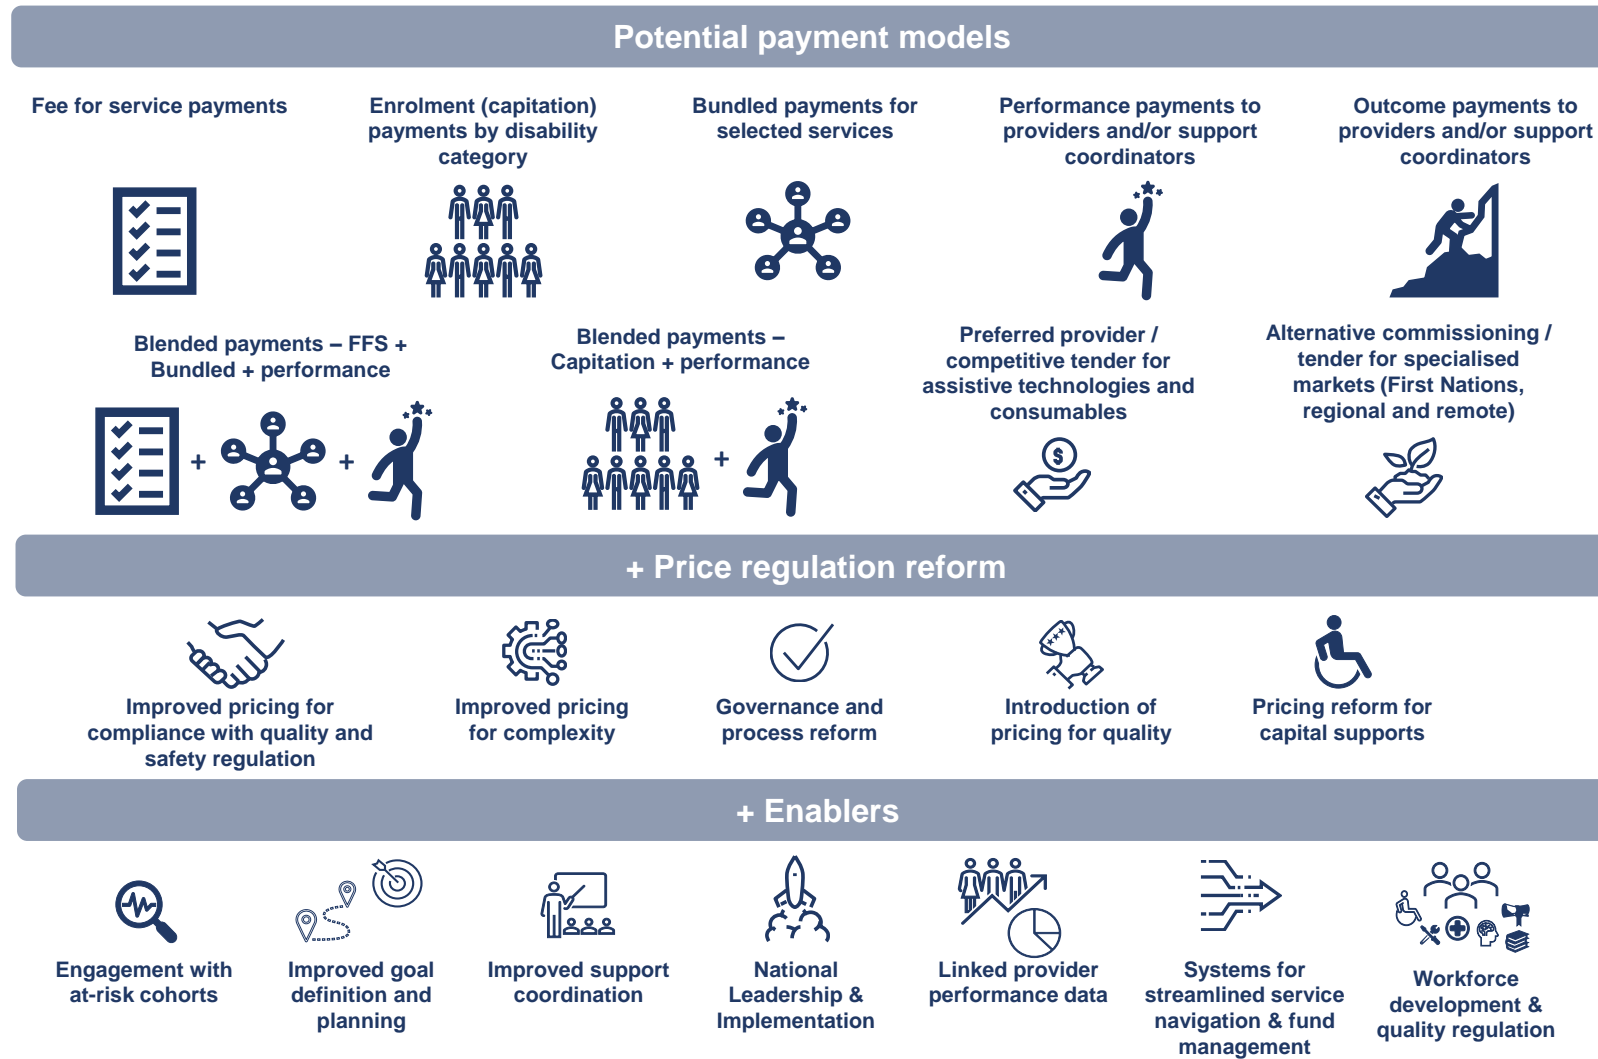 Potential payment models
Fee for service payments
Enrolment (capitation)
payments by disability
category
Bundled payments for
selected services
Performance payments to
providers and/or support
coordinators
Outcome payments to
providers and/or support
coordinators
Blended payments – FFS +
Bundled + performance
+
+
Blended payments –
Capitation + performance
+
Preferred provider /
competitive tender for
assistive technologies and
consumables
$
Alternative commissioning /
tender for specialised
markets (First Nations,
regional and remote)
+ Price regulation reform
Improved pricing for
compliance with quality and
safety regulation
Improved pricing
for complexity
Governance and
process reform
Introduction of
pricing for quality
Pricing reform for
capital supports
+ Enablers
Engagement with
at-risk cohorts
Improved goal
definition and
planning
Improved support
coordination
National
Leadership &
Implementation
Linked provider
performance data
Systems for
streamlined service
navigation & fund
management
Workforce
development &
quality regulation